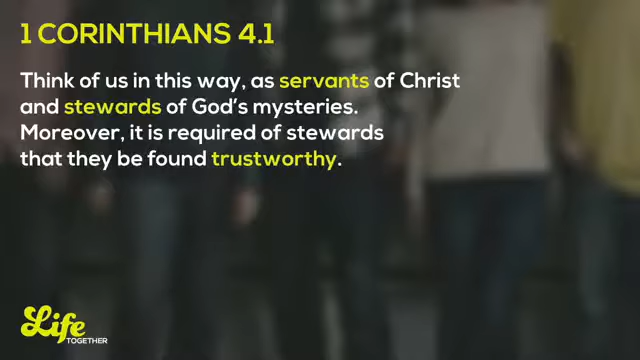 1 CORINTHIANS 4.1
Think of us in this way, as servants of Christ
and stewards of God's mysteries.
Moreover, it is required of stewards
that they be found trustworthy.
Life
TOGETHER